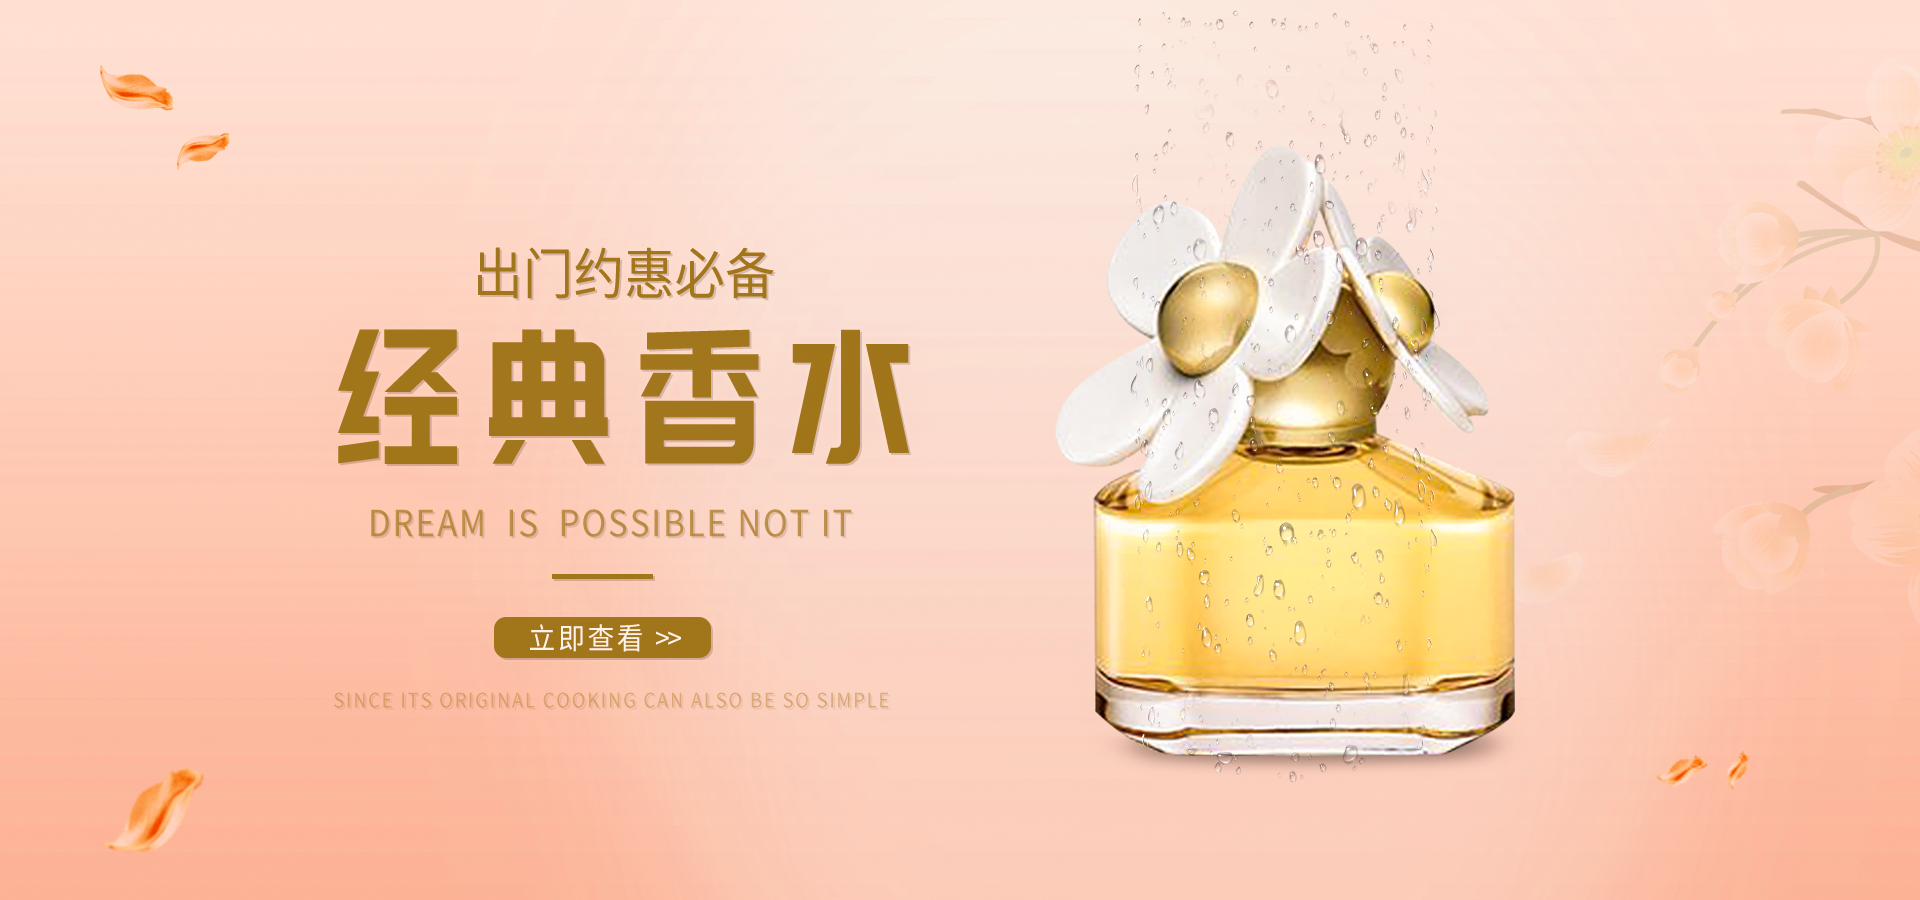 出门约惠必备
经典香水
DREAM IS POSSIBLE NOT IT
立即查看 >>
SINCE ITS ORIGINAL COOKING CAN ALSO BE SO SIMPLE